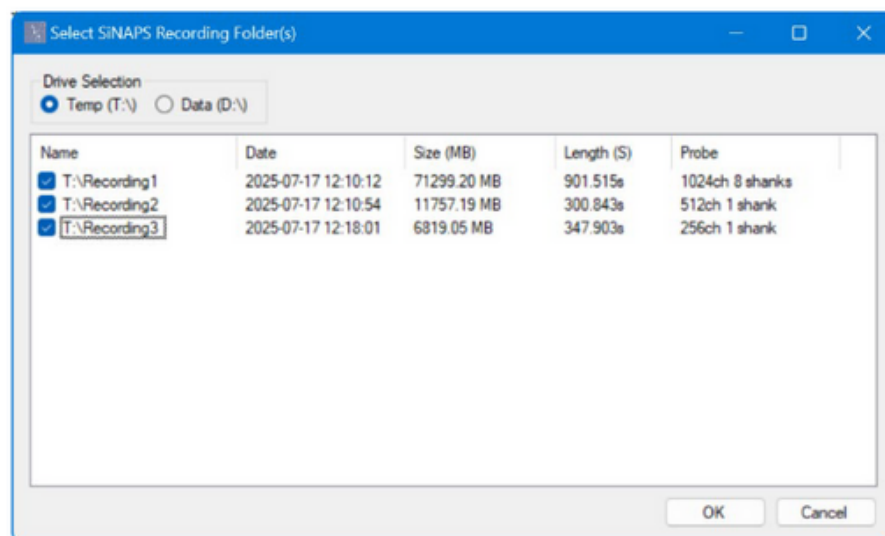 Select SiNAPS Recording Folder(s)
Drive Selection
Temp (T:\) Data (D:\)
Name Date Size (MB) Length (S) Probe
T:\Recording1 2025-07-17 12:10:12 71299.20 MB 901.515s 1024ch 8 shanks
T:\Recording2 2025-07-17 12:10:54 11757.19 MB 300.843s 512ch 1 shank
T:\Recording3 2025-07-17 12:18:01 6819.05 MB 347.903s 256ch 1 shank
OK Cancel